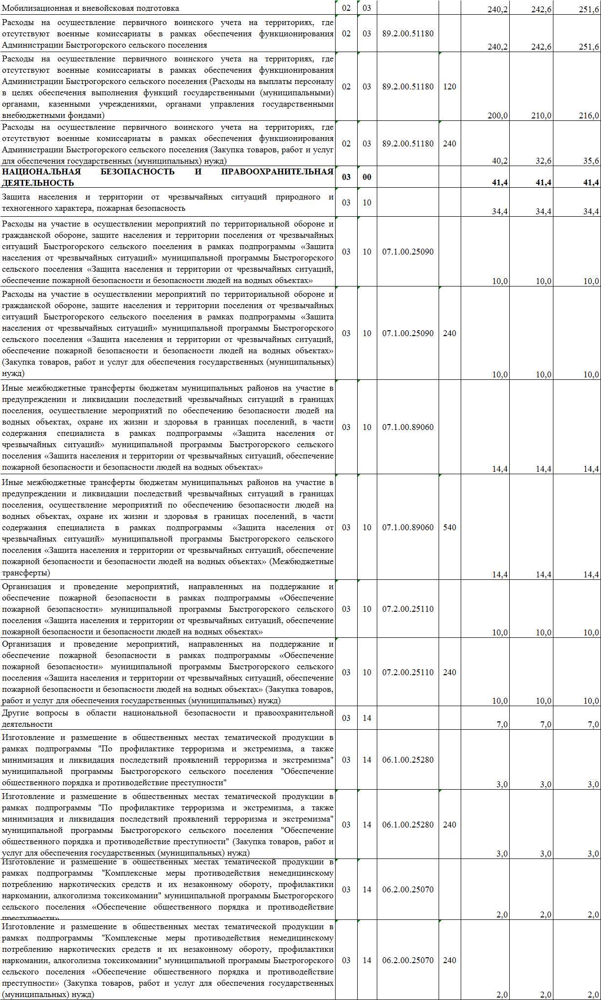 Мобилизационная и вневойсковая подготовка 02 03 240,2 242,6 251,6
Расходы на осуществление первичного воинского учета на территориях, где
отсутствуют военные комиссариаты в рамках обеспечения функционирования 02 03 89.2.00.51180
Администрации Быстрогорского сельского поселения 240,2 242,6 251,6
Расходы на осуществление первичного воинского учета на территориях, где
отсутствуют военные комиссариаты в рамках обеспечения функционирования
Администрации Быстрогорского сельского поселения (Расходы на выплаты персоналу 02 03 89.2.00.51180 120
в целях обеспечения выполнения функций государственными (муниципальными)
органами, казенными учреждениями, органами управления государственными
внебюджетными фондами) 200,0 210,0 216,0
Расходы на осуществление первичного воинского учета на территориях, где
отсутствуют военные комиссариаты в рамках обеспечения функционирования 02 03 89.2.00.51180 240
Администрации Быстрогорского сельского поселения (Закупка товаров, работ и услуг
для обеспечения государственных (муниципальных) нужд) 40,2 32,6 35,6
НАЦИОНАЛЬНАЯ БЕЗОПАСНОСТЬ И ПРАВООХРАНИТЕЛЬНАЯ 03 00
ДЕЯТЕЛЬНОСТЬ 41,4 41,4 41,4
Защита населения и территории от чрезвычайных ситуаций природного и 03 10
техногенного характера, пожарная безопасность 34,4 34,4 34,4
Расходы на участие в осуществлении мероприятий по территориальной обороне и
гражданской обороне, защите населения и территории поселения от чрезвычайных
ситуаций Быстрогорского сельского поселения в рамках подпрограммы «Защита 03 10 07.1.00.25090
населения от чрезвычайных ситуаций» муниципальной программы Быстрогорского
сельского поселения «Защита населения и территории от чрезвычайных ситуаций,
обеспечение пожарной безопасности и безопасности людей на водных объектах» 10,0 10,0 10,0
Расходы на участие в осуществлении мероприятий по территориальной обороне и
гражданской обороне, защите населения и территории поселения от чрезвычайных
ситуаций Быстрогорского сельского поселения в рамках подпрограммы «Защита
населения от чрезвычайных ситуаций» муниципальной программы Быстрогорского 03 10 07.1.00.25090 240
сельского поселения «Защита населения и территории от чрезвычайных ситуаций,
обеспечение пожарной безопасности и безопасности людей на водных объектах»
(Закупка товаров, работ и услуг для обеспечения государственных (муниципальных)
нужд) 10,0 10,0 10,0
Иные межбюджетные трансферты бюджетам муниципальных районов на участие в
предупреждении и ликвидации последствий чрезвычайных ситуаций в границах
поселения, осуществление мероприятий по обеспечению безопасности людей на
водных объектах, охране их жизни и здоровья в границах поселений, в части 03 10 07.1.00.89060
содержания специалиста в рамках подпрограммы «Защита населения от
чрезвычайных ситуаций» муниципальной программы Быстрогорского сельского
поселения «Защита населения и территории от чрезвычайных ситуаций, обеспечение
пожарной безопасности и безопасности людей на водных объектах» 14,4 14,4 14,4
Иные межбюджетные трансферты бюджетам муниципальных районов на участие в
предупреждении и ликвидации последствий чрезвычайных ситуаций в границах
поселения, осуществление мероприятий по обеспечению безопасности людей на
водных объектах, охране их жизни и здоровья в границах поселений, в части
содержания специалиста в рамках подпрограммы «Защита населения от 03 10 07.1.00.89060 540
чрезвычайных ситуаций» муниципальной программы Быстрогорского сельского
поселения «Защита населения и территории от чрезвычайных ситуаций, обеспечение
пожарной безопасности и безопасности людей на водных объектах» (Межбюджетные
трансферты) 14,4 14,4 14,4
Организация и проведение мероприятий, направленных на поддержание и
обеспечение пожарной безопасности в рамках подпрограммы «Обеспечение
пожарной безопасности» муниципальной программы Быстрогорского сельского 03 10 07.2.00.25110
поселения «Защита населения и территории от чрезвычайных ситуаций, обеспечение
пожарной безопасности и безопасности людей на водных объектах» 10,0 10,0 10,0
Организация и проведение мероприятий, направленных на поддержание и
обеспечение пожарной безопасности в рамках подпрограммы «Обеспечение
пожарной безопасности» муниципальной программы Быстрогорского сельского 03 10 07.2.00.25110 240
поселения «Защита населения и территории от чрезвычайных ситуаций, обеспечение
пожарной безопасности и безопасности людей на водных объектах» (Закупка товаров,
работ и услуг для обеспечения государственных (муниципальных) нужд) 10,0 10,0 10,0
Другие вопросы в области национальной безопасности и правоохранительной 03 14
деятельности 7,0 7,0 7,0
Изготовление и размещение в общественных местах тематической продукции в
рамках подпрограммы "По профилактике терроризма и экстремизма, а также
минимизация и ликвидация последствий проявлений терроризма и экстремизма" 03 14 06.1.00.25280
муниципальной программы Быстрогорского сельского поселения "Обеспечение
общественного порядка и противодействие преступности" 3,0 3,0 3,0
Изготовление и размещение в общественных местах тематической продукции в
рамках подпрограммы "По профилактике терроризма и экстремизма, а также
минимизация и ликвидация последствий проявлений терроризма и экстремизма" 03 14 06.1.00.25280 240
муниципальной программы Быстрогорского сельского поселения "Обеспечение
общественного порядка и противодействие преступности" (Закупка товаров, работ и
услуг для обеспечения государственных (муниципальных) нужд) 3,0 3,0 3,0
Изготовление и размещение в общественных местах тематической продукции в
рамках подпрограммы "Комплексные меры противодействия немедицинскому
потреблению наркотических средств и их незаконному обороту, профилактики 03 14 06.2.00.25070
наркомании, алкоголизма токсикомании" муниципальной программы Быстрогорского
сельского поселения «Обеспечение общественного порядка и противодействие
преступности» 2,0 2,0 2,0
Изготовление и размещение в общественных местах тематической продукции в
рамках подпрограммы "Комплексные меры противодействия немедицинскому
потреблению наркотических средств и их незаконному обороту, профилактики
наркомании, алкоголизма токсикомании" муниципальной программы Быстрогорского 03 14 06.2.00.25070 240
сельского поселения «Обеспечение общественного порядка и противодействие
преступности» (Закупка товаров, работ и услуг для обеспечения государственных
(муниципальных) нужд) 2,0 2,0 2,0